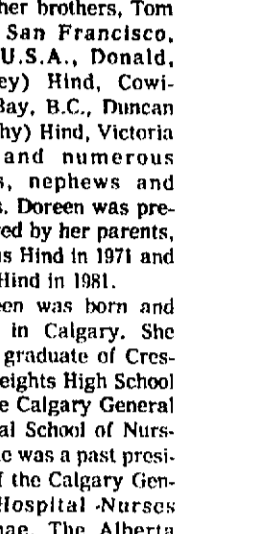 her brothers, Tom
San Francisco,
U.S.A., Donald,
ey) Hind, Cowi-
Bay, B.C., Duncan
hy) Hind, Victoria
and numerous
s, nephews and
s. Doreen was pre-
ed by her parents,
s Hind in 1971 and
Hind in 1981.
een was born and
in Calgary. She
graduate of Cres-
eights High School
e Calgary General
al School of Nurs-
e was a past presi-
f the Calgary Gen-
Hospital Nurses
nae. The Alberta